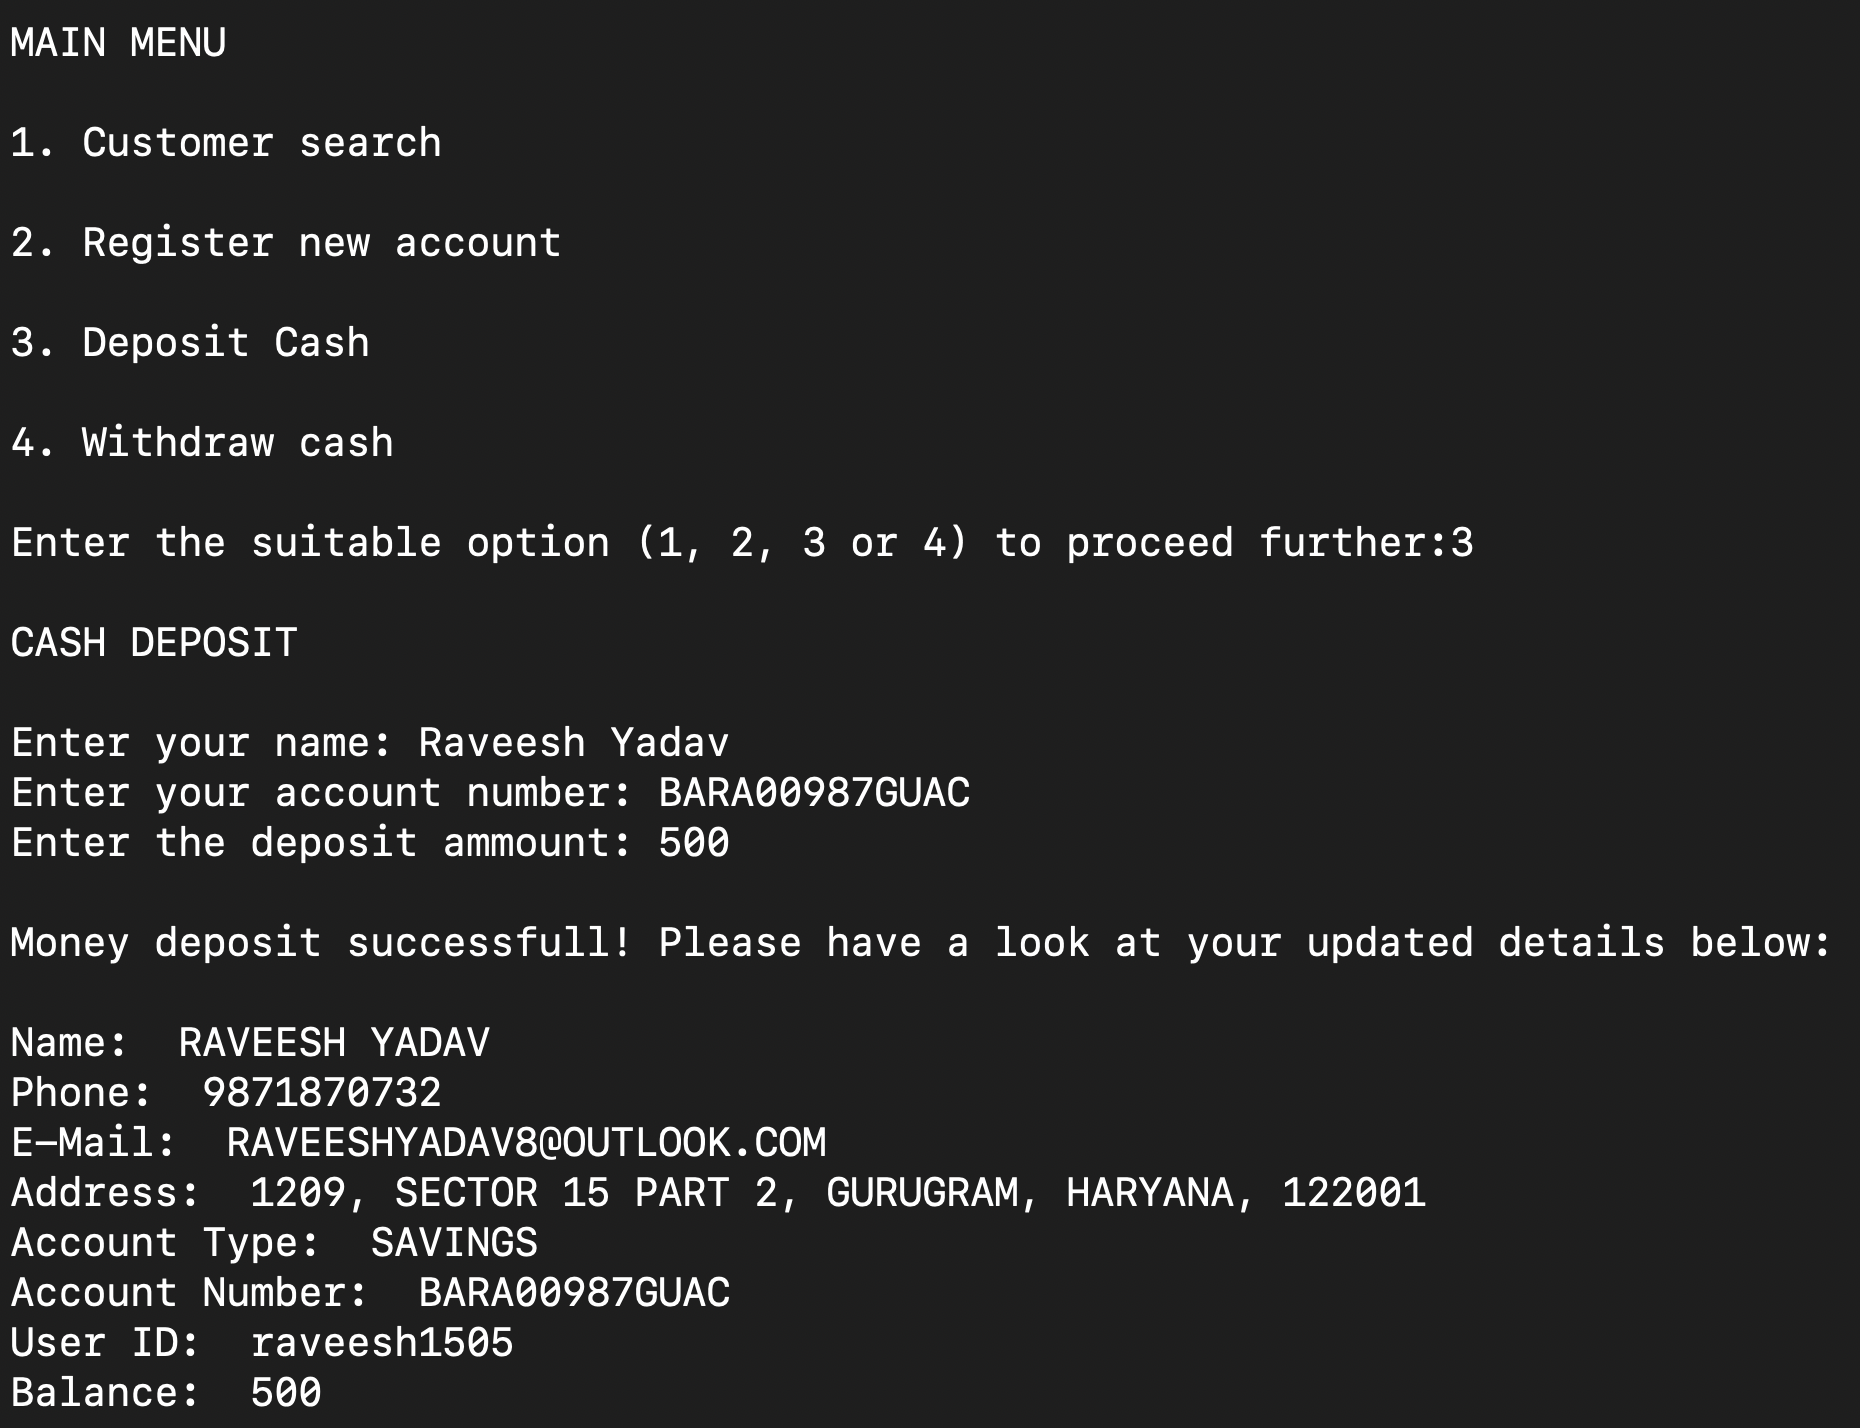 MAIN MENU
1. Customer search
2. Register new account
3. Deposit Cash
4. Withdraw cash
Enter the suitable option (1, 2, 3 or 4) to proceed further:3
CASH DEPOSIT
Enter your name: Raveesh Yadav
Enter your account number: BARA00987GUAC
Enter the deposit ammount: 500
Money deposit successfull! Please have a look at your updated details below:
Name:  RAVEESH YADAV
Phone:  9871870732
E-Mail:  RAVEESHYADAV8@OUTLOOK.COM
Address:  1209, SECTOR 15 PART 2, GURUGRAM, HARYANA, 122001
Account Type:  SAVINGS
Account Number:  BARA00987GUAC
User ID:  raveesh1505
Balance:  500